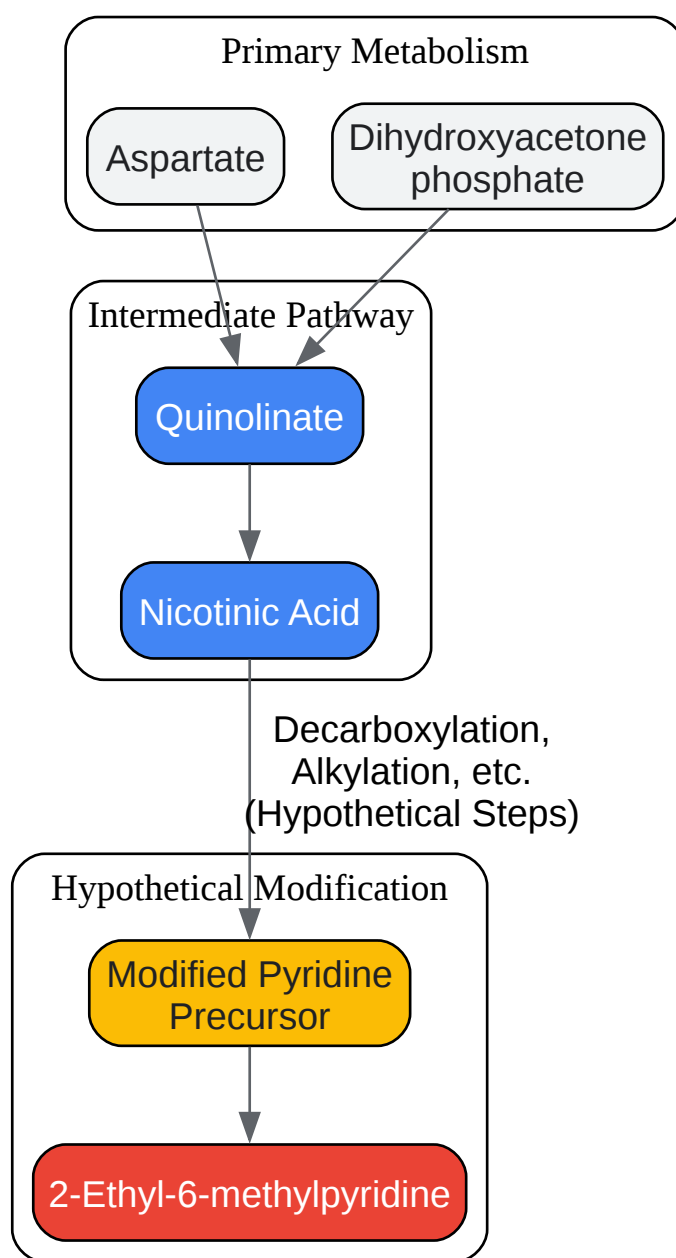 Primary Metabolism
Aspartate
Dihydroxyacetone
phosphate
Intermediate Pathway
Quinolinate
Nicotinic Acid
Decarboxylation,
Alkylation, etc.
(Hypothetical Steps)
Hypothetical Modification
Modified Pyridine
Precursor
2-Ethyl-6-methylpyridine